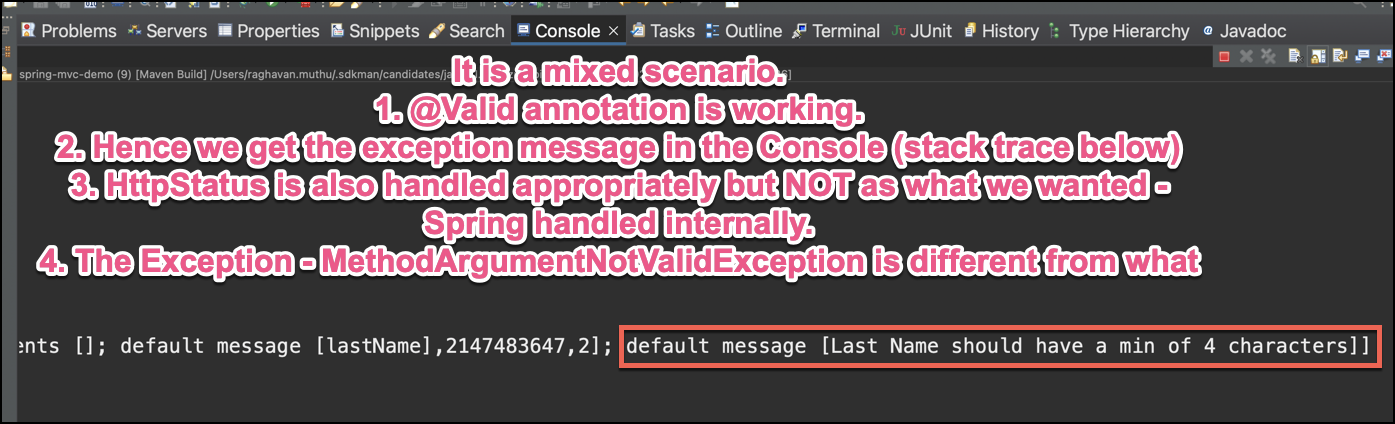 Problems Servers Properties Snippets Search Console Tasks Outline Terminal JUnit History Type Hierarchy Javadoc
spring-mvc-demo (9) [Maven Build] /Users/raghavan.muthu/.sdkman/candidates/
It is a mixed scenario.
1. @Valid annotation is working.
2. Hence we get the exception message in the Console (stack trace below)
3. HttpStatus is also handled appropriately but NOT as what we wanted -
Spring handled internally.
4. The Exception - MethodArgumentNotValidException is different from what
ents []; default message [lastName],2147483647,2]; default message [Last Name should have a min of 4 characters]]